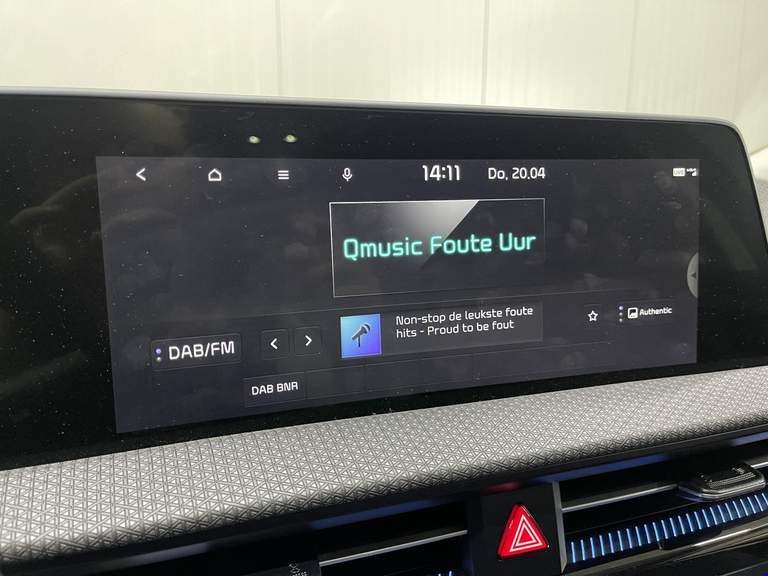 14:11 Do, 20.04 LIVE
Qmusic Foute Uur
Non-stop de leukste foute
hits - Proud to be fout
Authentic
DAB/FM
DAB BNR